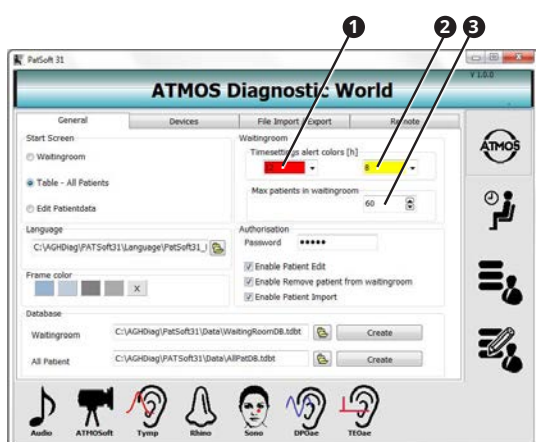 1 2 3
PatSoft 31
ATMOS Diagnostic World
V 1.0.0
General Devices File Import / Export Remote
Start Screen
Waitingroom
Table - All Patients
Edit Patientdata
Waitingroom
Timesettings alert colors [h]
12 8
Max patients in waitingroom
60
ATMOS
Language
C:\AGHDiag\PATSoft31\Language\PatSoft31_
Frame color
X
Authorisation
Password •••••
Enable Patient Edit
Enable Remove patient from waitingroom
Enable Patient Import
Database
Waitingroom C:\AGHDiag\PatSoft31\Data\WaitingRoomDB.tdbt Create
All Patient C:\AGHDiag\PATSoft31\Data\AllPatDB.tdbt Create
Audio ATMOSoft Tymp Rhino Sono DPOae TEOae